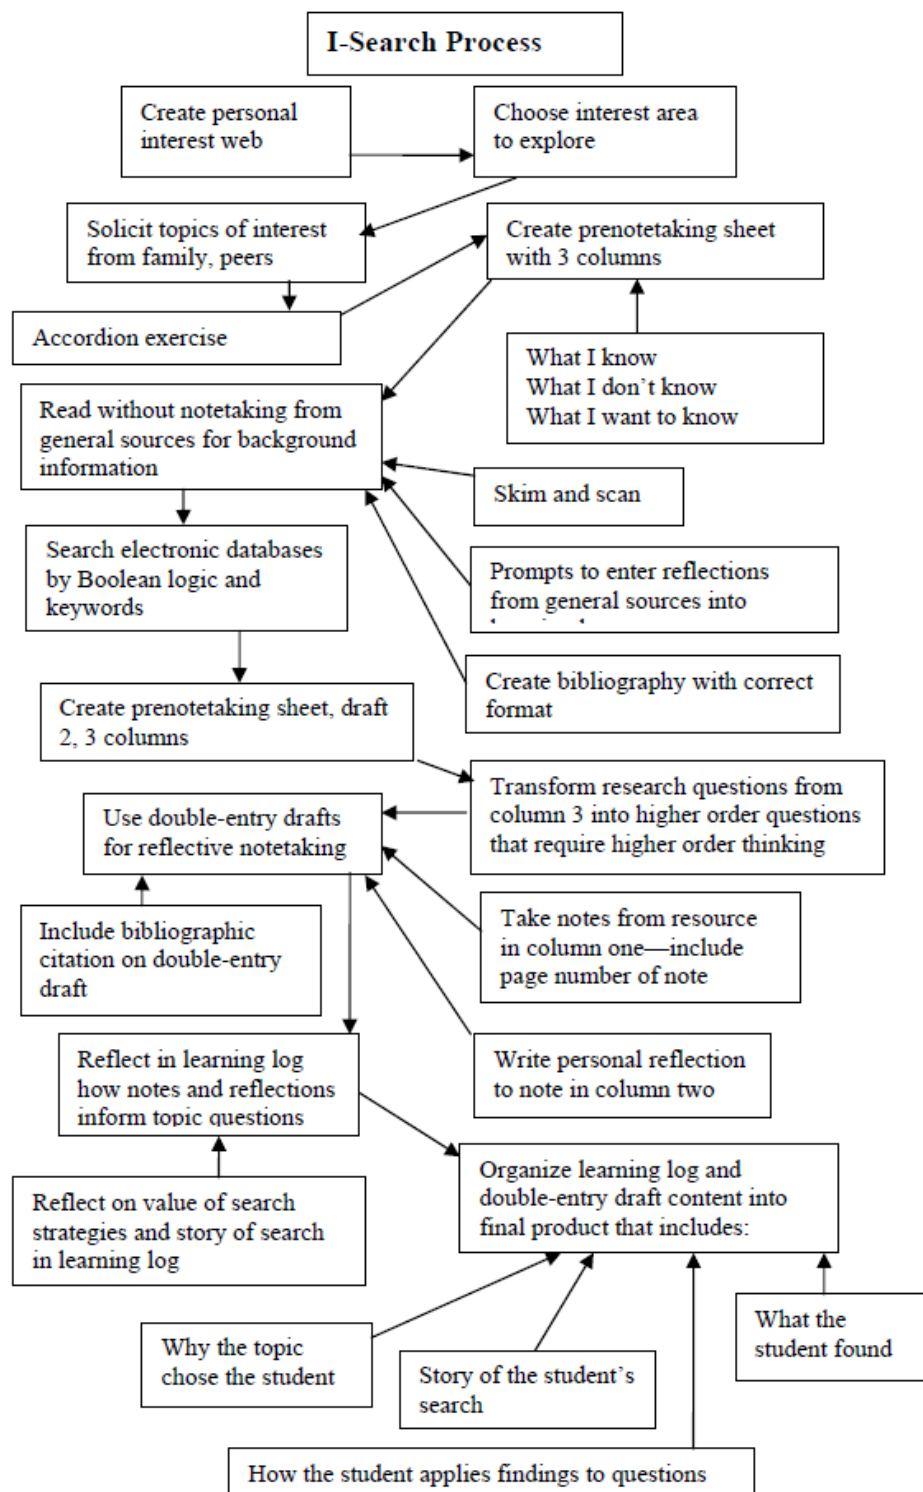 I-Search Process
Create personal
interest web
Choose interest area
to explore
Solicit topics of interest
from family, peers
Create prenotetaking sheet
with 3 columns
Accordion exercise
What I know
What I don't know
What I want to know
Read without notetaking from
general sources for background
information
Skim and scan
Search electronic databases
by Boolean logic and
keywords
Prompts to enter reflections
from general sources into
Create bibliography with correct
format
Create prenotetaking sheet, draft
2, 3 columns
Transform research questions from
column 3 into higher order questions
that require higher order thinking
Use double-entry drafts
for reflective notetaking
Take notes from resource
in column one—include
page number of note
Include bibliographic
citation on double-entry
draft
Write personal reflection
to note in column two
Reflect in learning log
how notes and reflections
inform topic questions
Organize learning log and
double-entry draft content into
final product that includes:
Reflect on value of search
strategies and story of search
in learning log
What the
student found
Why the topic
chose the student
Story of the student's
search
How the student applies findings to questions